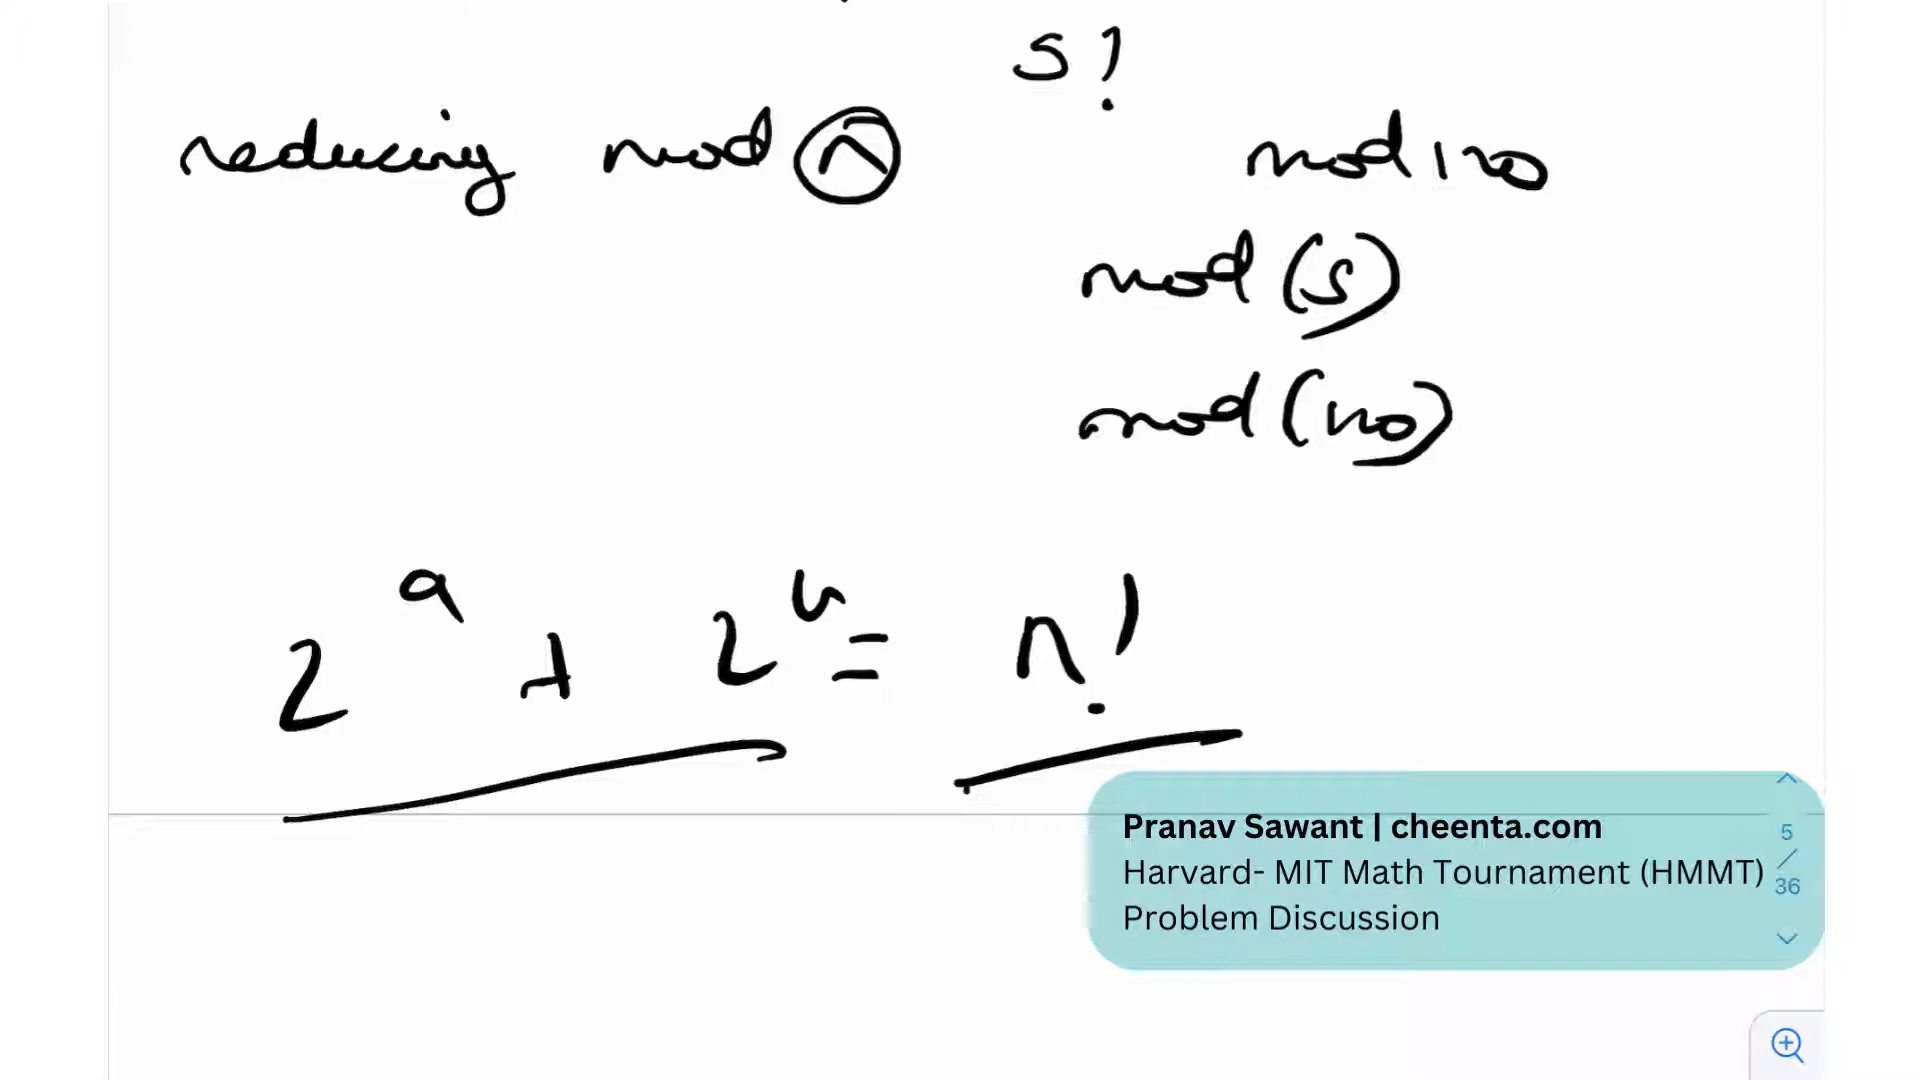 5!
reducing mod n
mod 120
mod (5)
mod (120)
2^a + 2^b = n!
Pranav Sawant | cheenta.com
Harvard- MIT Math Tournament (HMMT)
Problem Discussion
5
/
36